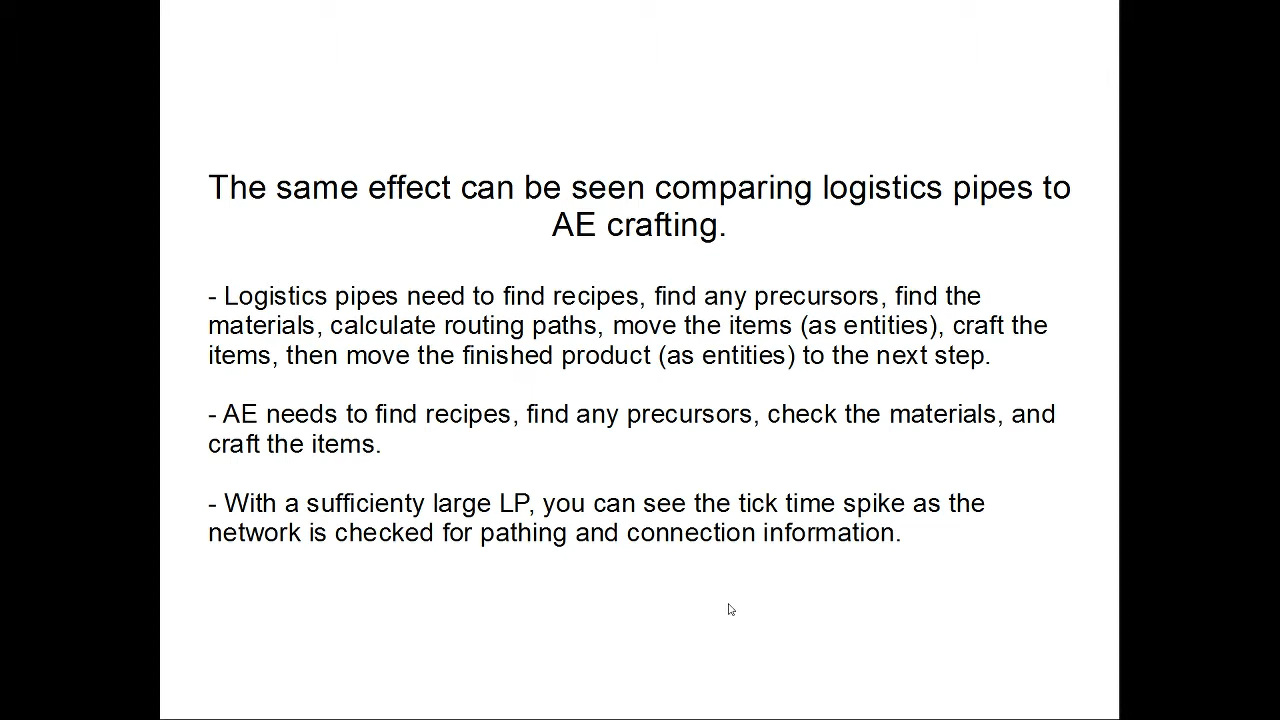 The same effect can be seen comparing logistics pipes to
AE crafting.
- Logistics pipes need to find recipes, find any precursors, find the
materials, calculate routing paths, move the items (as entities), craft the
items, then move the finished product (as entities) to the next step.
- AE needs to find recipes, find any precursors, check the materials, and
craft the items.
- With a sufficienty large LP, you can see the tick time spike as the
network is checked for pathing and connection information.